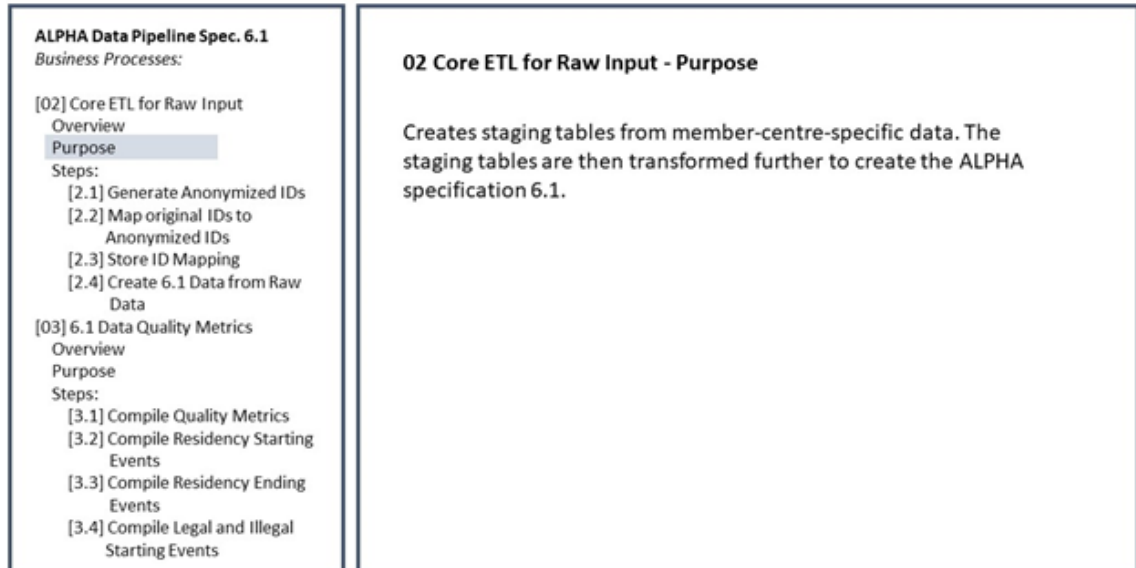 ALPHA Data Pipeline Spec. 6.1
Business Processes:
[02] Core ETL for Raw Input
Overview
Purpose
Steps:
[2.1] Generate Anonymized IDs
[2.2] Map original IDs to
Anonymized IDs
[2.3] Store ID Mapping
[2.4] Create 6.1 Data from Raw
Data
[03] 6.1 Data Quality Metrics
Overview
Purpose
Steps:
[3.1] Compile Quality Metrics
[3.2] Compile Residency Starting
Events
[3.3] Compile Residency Ending
Events
[3.4] Compile Legal and Illegal
Starting Events
02 Core ETL for Raw Input - Purpose
Creates staging tables from member-centre-specific data. The
staging tables are then transformed further to create the ALPHA
specification 6.1.